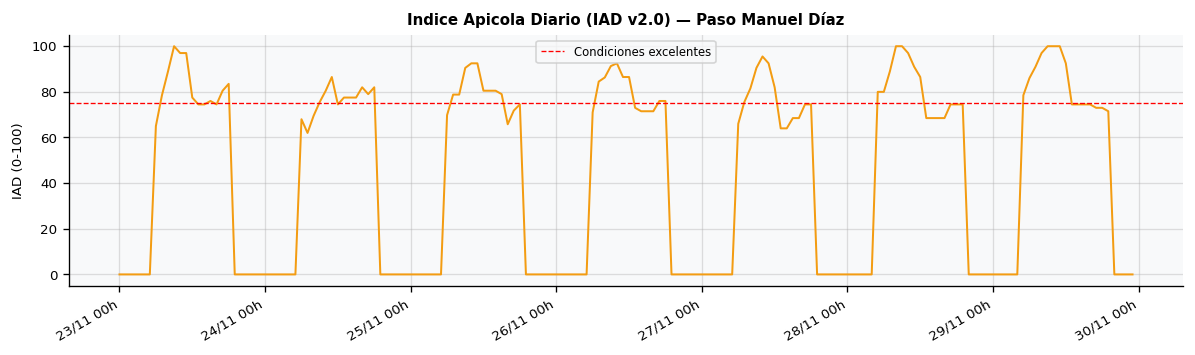 Indice Apicola Diario (IAD v2.0) — Paso Manuel Díaz
Condiciones excelentes
IAD (0-100)
100
80
60
40
20
0
23/11 00h
24/11 00h
25/11 00h
26/11 00h
27/11 00h
28/11 00h
29/11 00h
30/11 00h